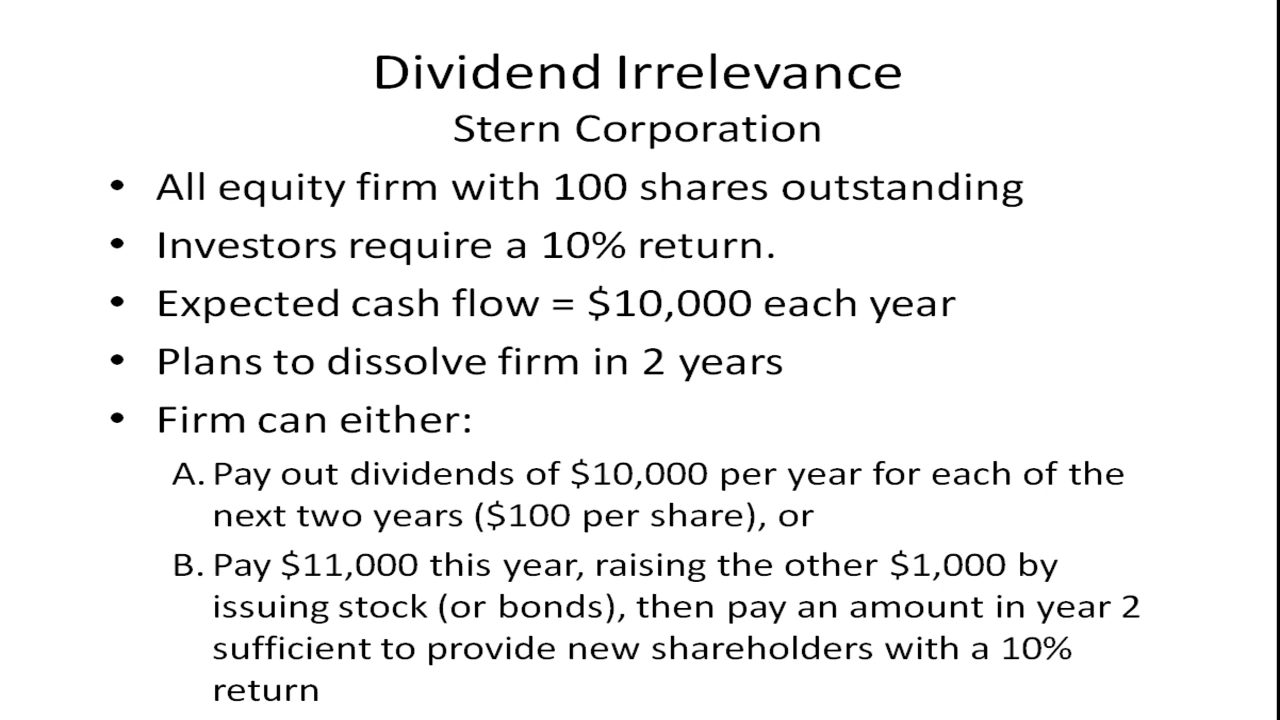 Dividend Irrelevance
Stern Corporation
• All equity firm with 100 shares outstanding
• Investors require a 10% return.
• Expected cash flow = $10,000 each year
• Plans to dissolve firm in 2 years
• Firm can either:
A. Pay out dividends of $10,000 per year for each of the
next two years ($100 per share), or
B. Pay $11,000 this year, raising the other $1,000 by
issuing stock (or bonds), then pay an amount in year 2
sufficient to provide new shareholders with a 10%
return